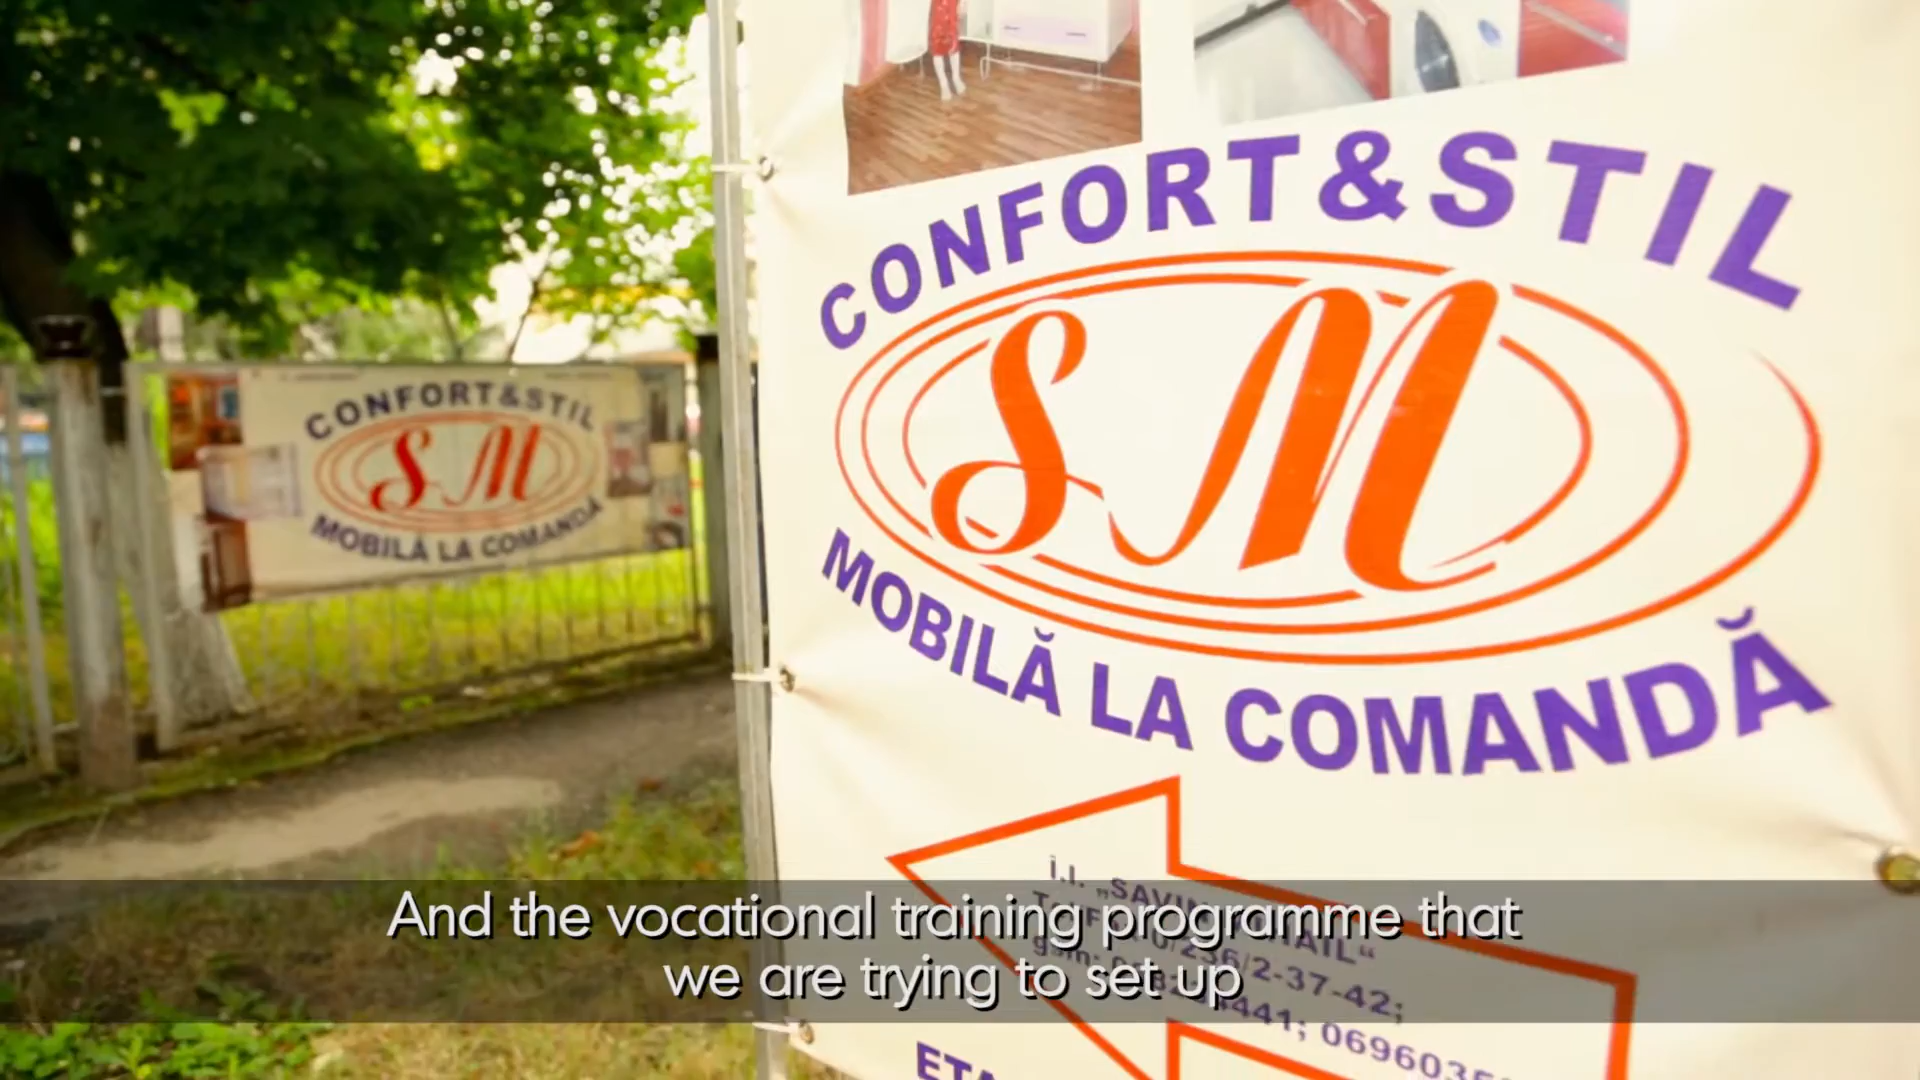 CONFORT&STIL
SM
MOBILĂ LA COMANDĂ
CONFORT&STIL
SM
MOBILĂ LA COMANDĂ
And the vocational training programme that
we are trying to set up